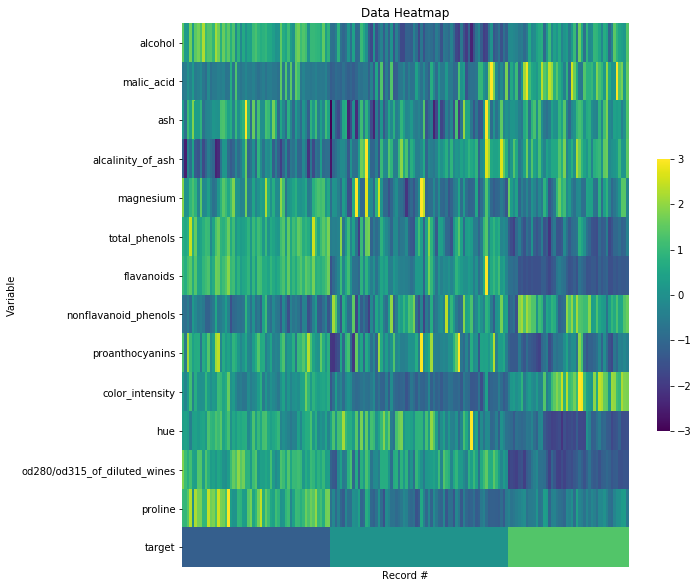 Data Heatmap
alcohol
malic_acid
ash
alcalinity_of_ash
magnesium
total_phenols
flavanoids
nonflavanoid_phenols
proanthocyanins
color_intensity
hue
od280/od315_of_diluted_wines
proline
target
Variable
Record #
3
2
1
0
−1
−2
−3